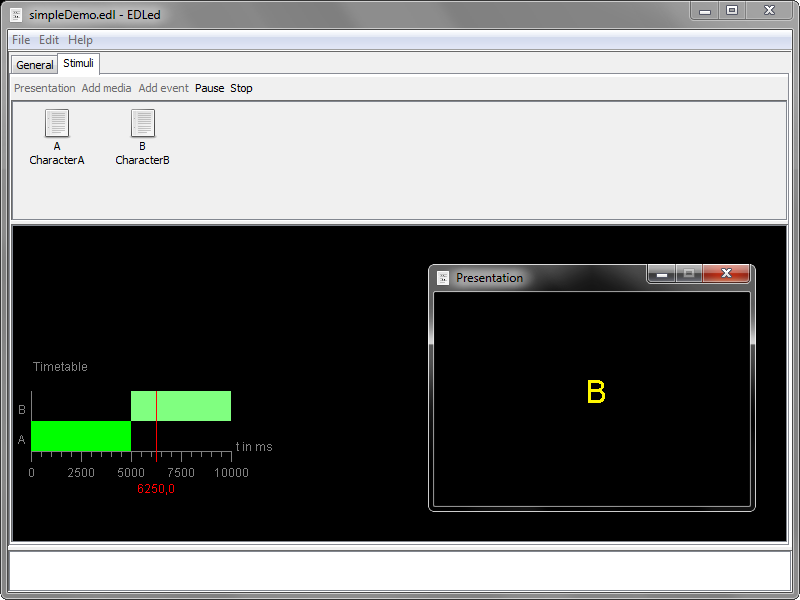 simpleDemo.edl - EDLed
File Edit Help
General Stimuli
Presentation Add media Add event Pause Stop
A B
CharacterA CharacterB
Presentation
B
Timetable
B
A
t in ms
0 2500 5000 7500 10000
6250,0